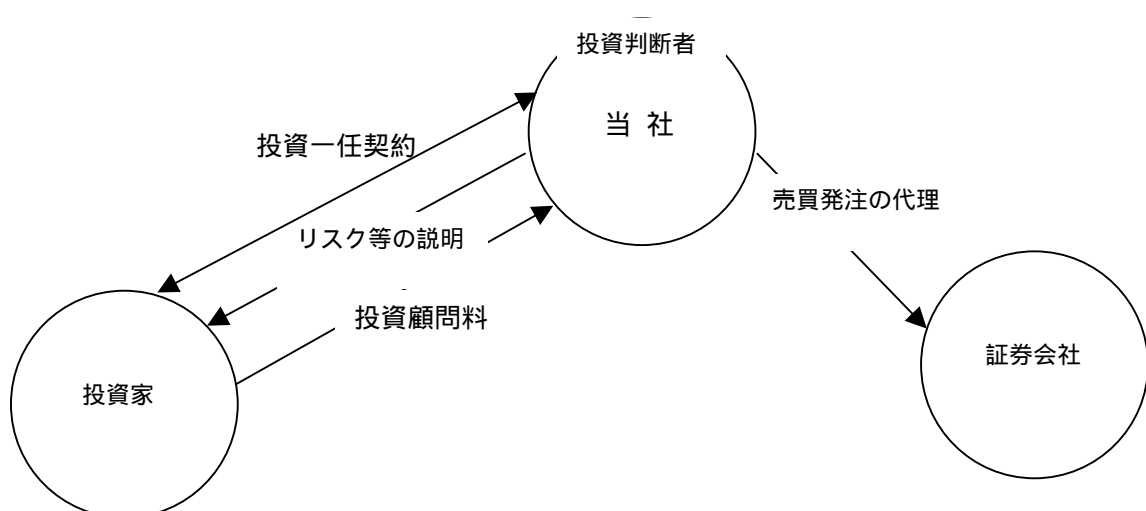 投資判断者
当 社
投資一任契約
売買発注の代理
リスク等の説明
投資顧問料
証券会社
投資家